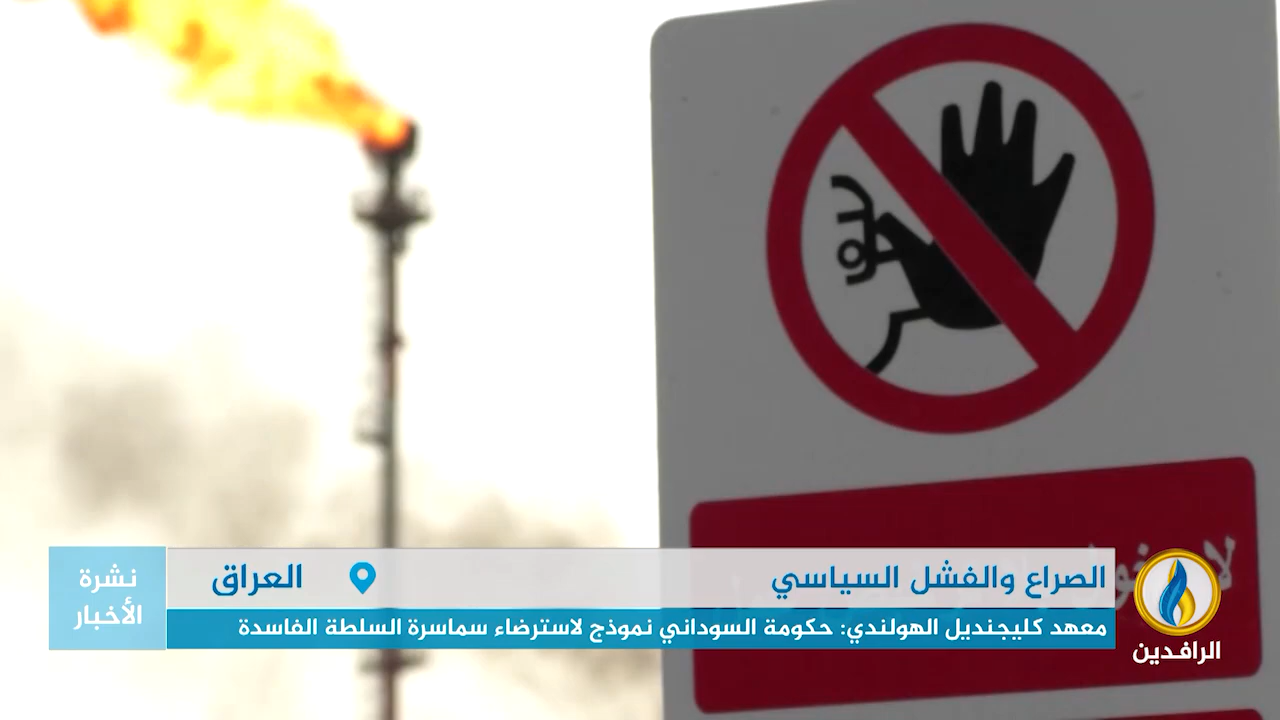 الصراع والفشل السياسي
العراق
معهد كليجنديل الهولندي: حكومة السوداني نموذج لاسترضاء سماسرة السلطة الفاسدة
نشرة
الأخبار
الرافدين